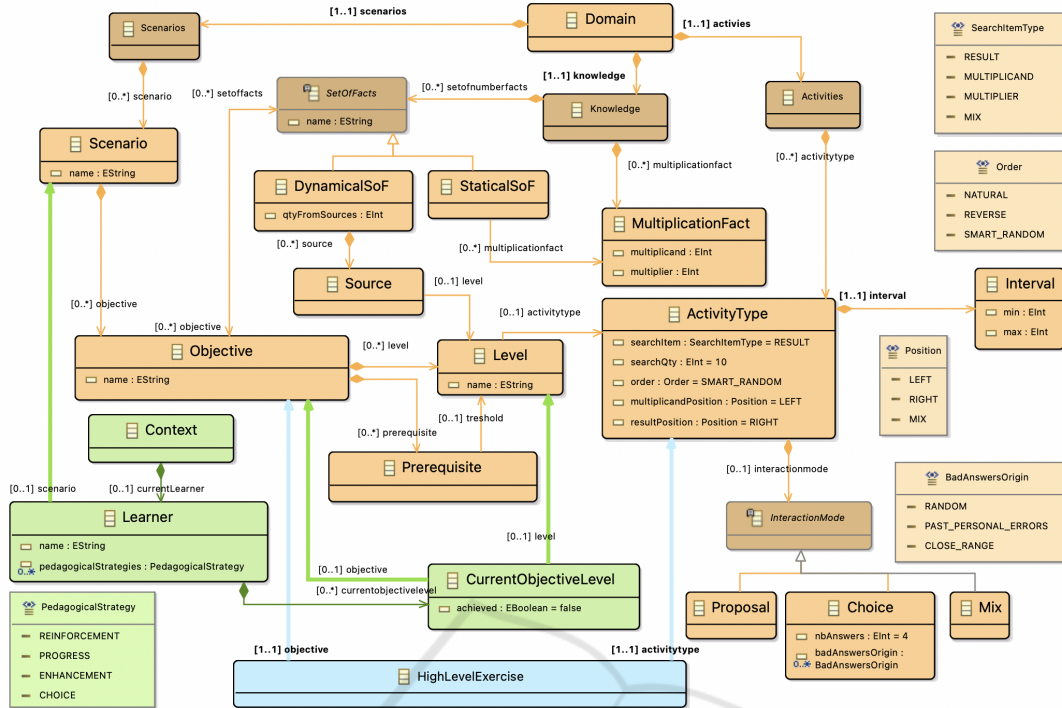 Scenarios
[1..1] scenarios
Domain
[1..1] activies
[1..1] knowledge
[0..*] scenario
[0..*] setoffacts
SetOfFacts
name : EString
[0..*] setofnumberfacts
Knowledge
Activities
SearchItemType
RESULT
MULTIPLICAND
MULTIPLIER
MIX
Scenario
name : EString
[0..*] multiplicationfact
[0..*] activitytype
Order
NATURAL
REVERSE
SMART_RANDOM
DynamicalSoF
qtyFromSources : EInt
StaticalSoF
[0..*] source
[0..*] multiplicationfact
MultiplicationFact
multiplicand : EInt
multiplier : EInt
Source
[0..1] level
[0..*] objective
[0..*] objective
[0..1] activitytype
[1..1] interval
Interval
min : EInt
max : EInt
ActivityType
searchItem : SearchItemType = RESULT
searchQty : EInt = 10
order : Order = SMART_RANDOM
multiplicandPosition : Position = LEFT
resultPosition : Position = RIGHT
Position
LEFT
RIGHT
MIX
Objective
name : EString
[0..*] level
Level
name : EString
[0..1] treshold
[0..*] prerequisite
Prerequisite
Context
[0..1] scenario
[0..1] currentLearner
[0..1] interactionmode
BadAnswersOrigin
RANDOM
PAST_PERSONAL_ERRORS
CLOSE_RANGE
Learner
name : EString
pedagogicalStrategies : PedagogicalStrategy
0..*
InteractionMode
[0..1] level
[0..1] objective
[0..*] currentobjectivelevel
CurrentObjectiveLevel
achieved : EBoolean = false
PedagogicalStrategy
REINFORCEMENT
PROGRESS
ENHANCEMENT
CHOICE
Proposal
Choice
nbAnswers : EInt = 4
badAnswersOrigin :
0..* BadAnswersOrigin
Mix
[1..1] objective
[1..1] activitytype
HighLevelExercise